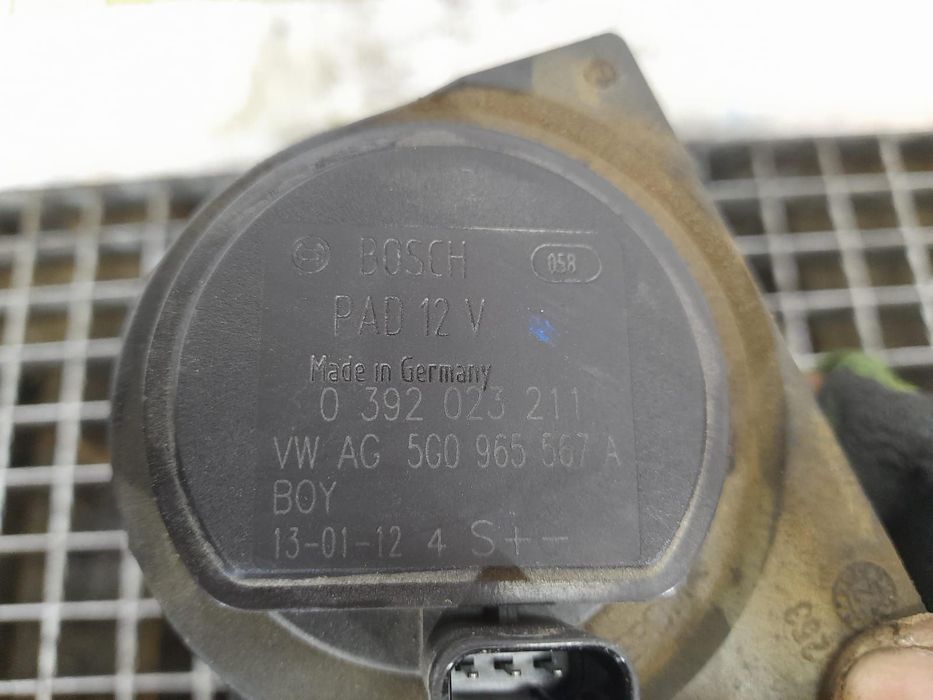 BOSCH 058
PAD 12 V
Made in Germany
0 392 023 211
VW AG 5G0 965 567 A
BOY
13-01-12 4 S+-